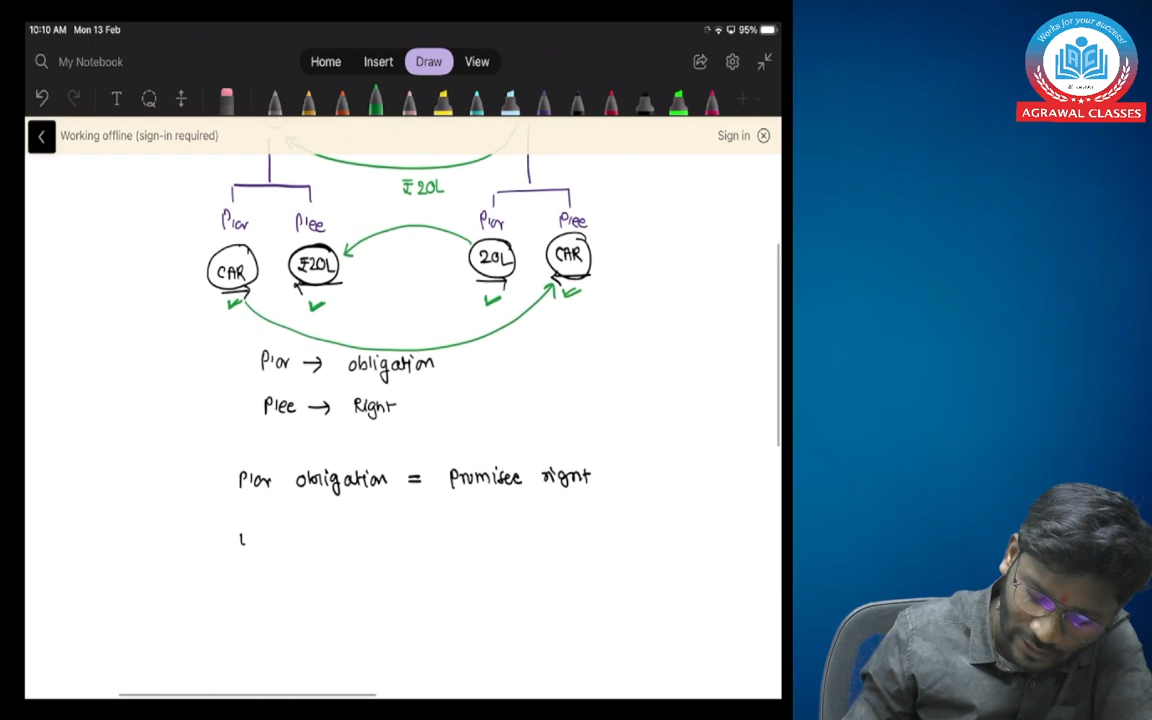 10:10 AM Mon 13 Feb
95%
My Notebook
Home Insert Draw View
T
Working offline (sign-in required)
Sign in
₹20L
P'or P'ee
P'or P'ee
CAR ₹20L
20L CAR
P'or → obligation
P'ee → Right
P'or obligation = Promisee right
Works for your success!
AC
AGRAWAL CLASSES